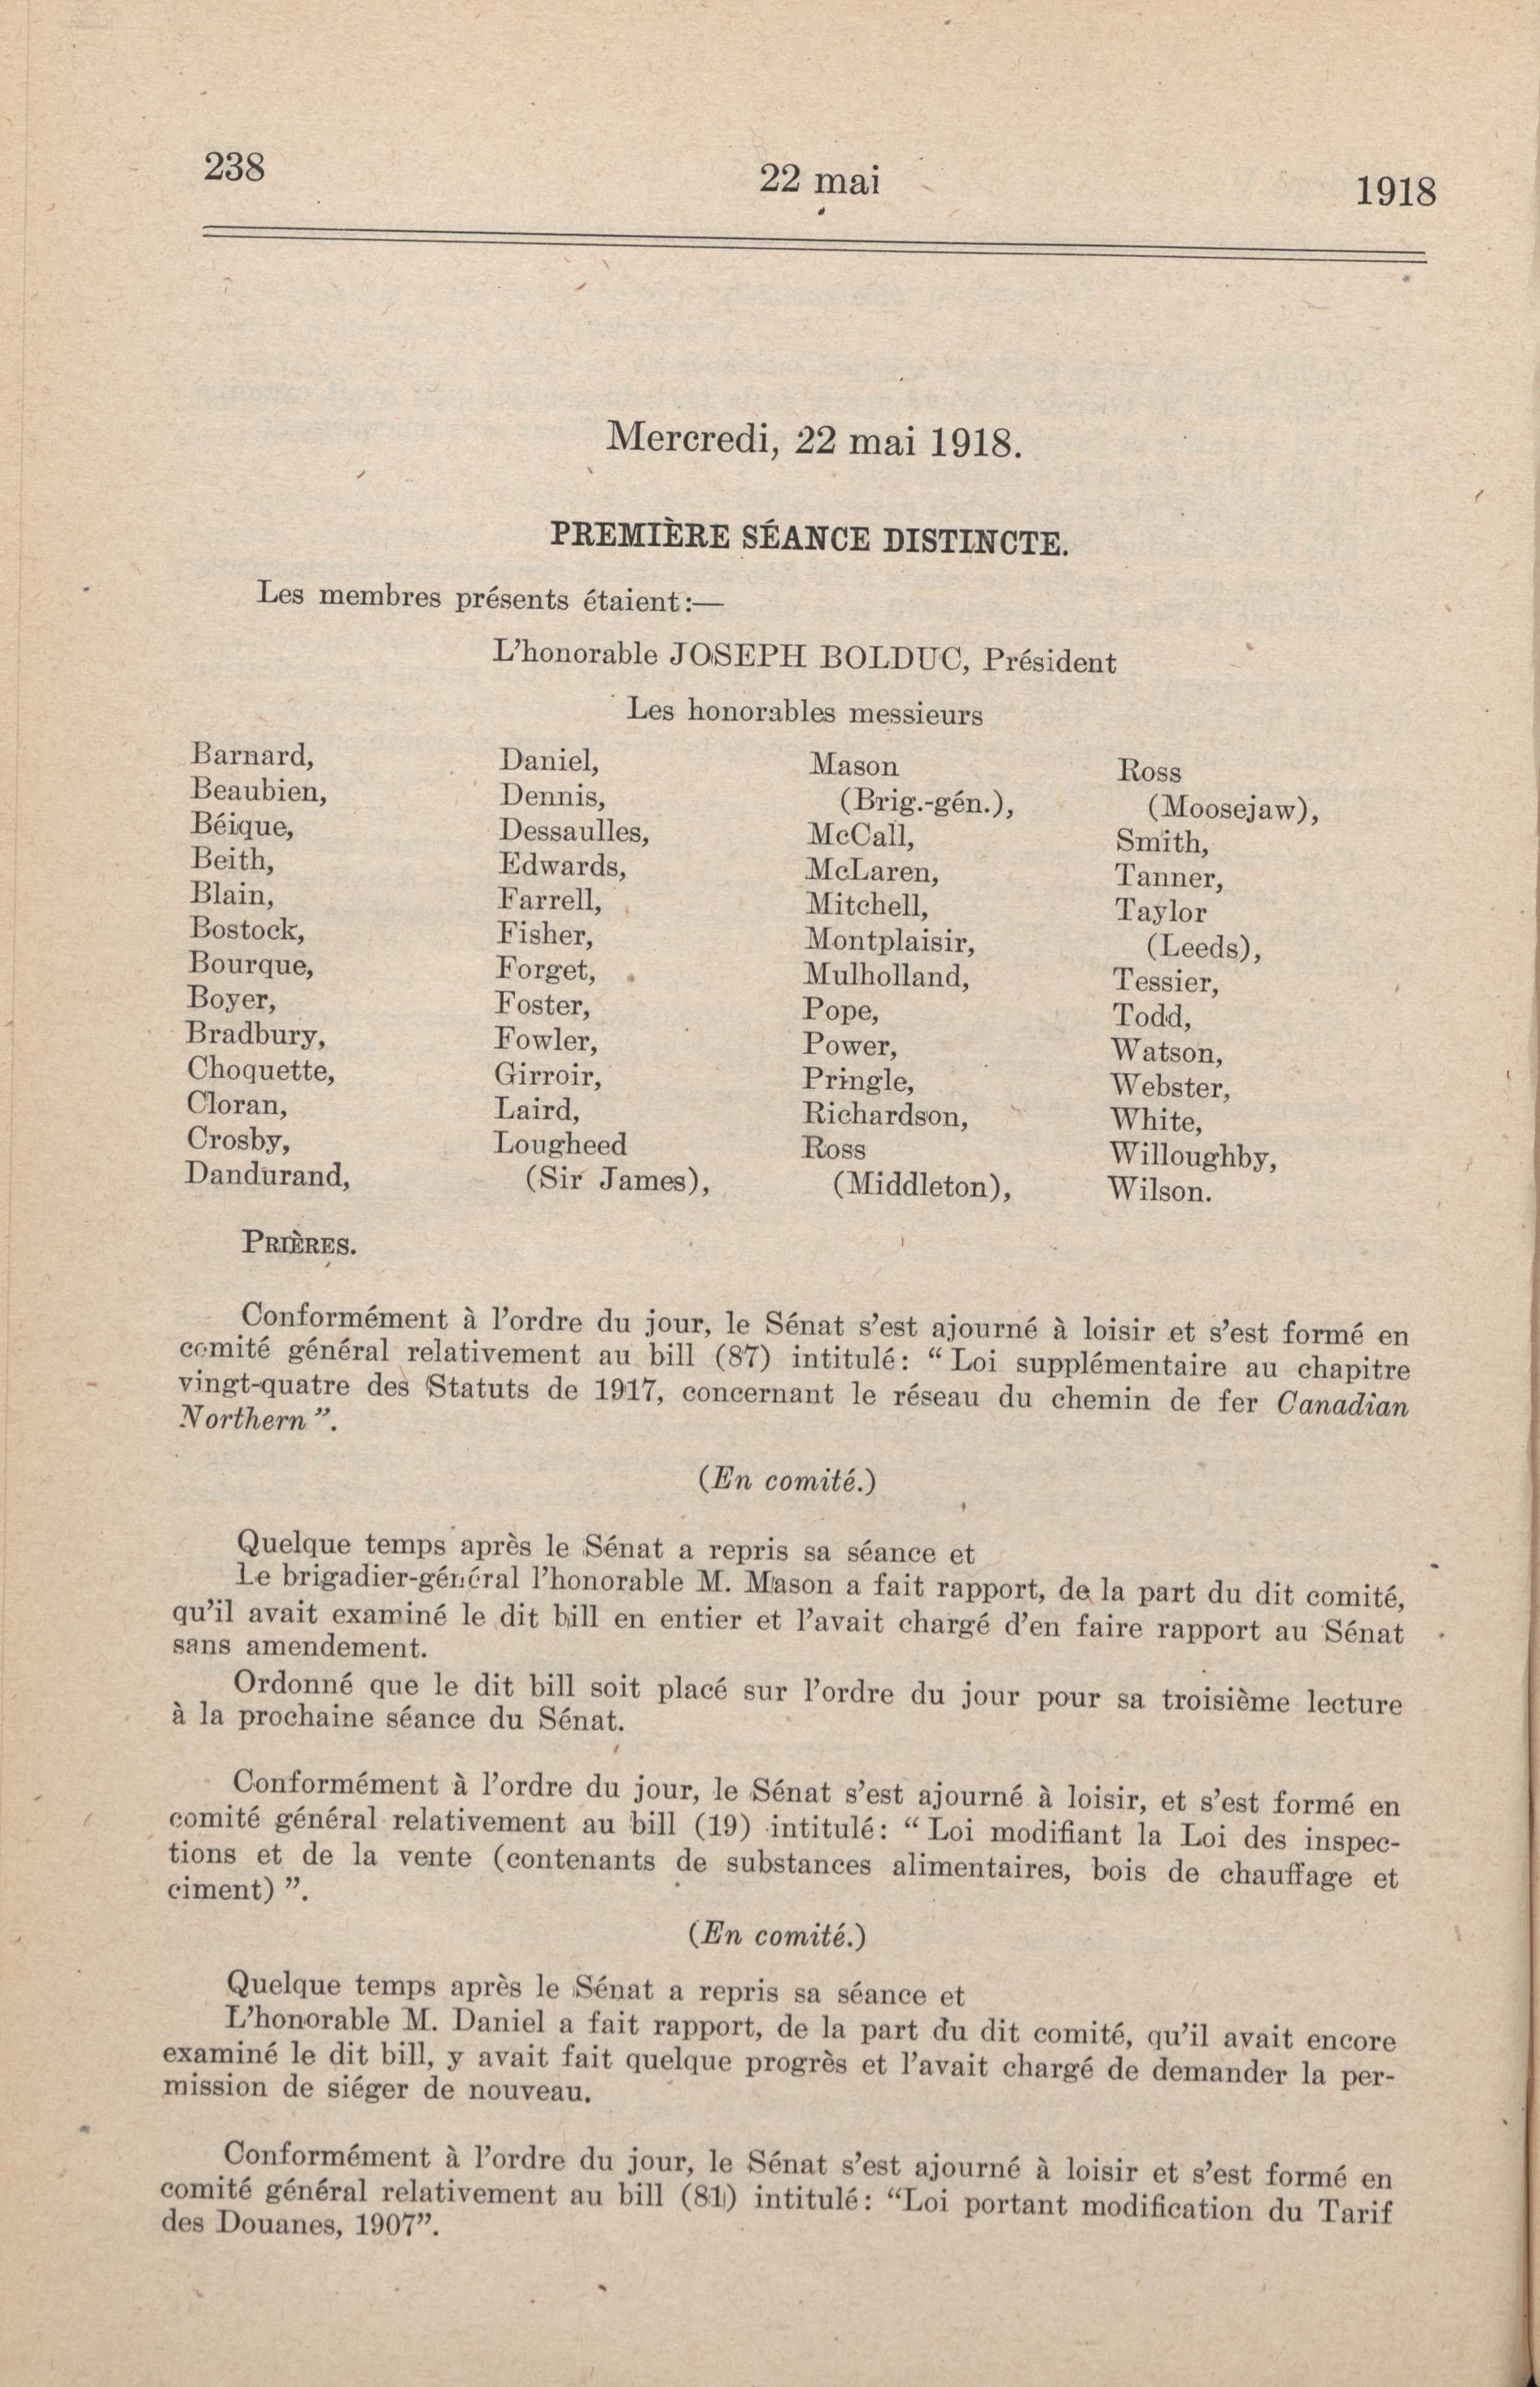 238
22 mai
1918
Mercredi, 22 mai 1918.
PREMIÈRE SÉANCE DISTINCTE.
Les membres présents étaient:—
L'honorable JOSEPH BOLDUC, Président
Les honorables messieurs
Barnard,
Beaubien,
Béique,
Beith,
Blain,
Bostock,
Bourque,
Boyer,
Bradbury,
Choquette,
Cloran,
Crosby,
Dandurand,
Daniel,
Dennis,
Dessaulles,
Edwards,
Farrell,
Fisher,
Forget,
Foster,
Fowler,
Girroir,
Laird,
Lougheed
(Sir James),
Mason
(Brig.-gén.),
McCall,
McLaren,
Mitchell,
Montplaisir,
Mulholland,
Pope,
Power,
Pringle,
Richardson,
Ross
(Middleton),
Ross
(Moosejaw),
Smith,
Tanner,
Taylor
(Leeds),
Tessier,
Todd,
Watson,
Webster,
White,
Willoughby,
Wilson.
PRIÈRES.
Conformément à l'ordre du jour, le Sénat s'est ajourné à loisir et s'est formé en
comité général relativement au bill (87) intitulé: " Loi supplémentaire au chapitre
vingt-quatre des Statuts de 1917, concernant le réseau du chemin de fer Canadian
Northern ".
(En comité.)
Quelque temps après le Sénat a repris sa séance et
Le brigadier-général l'honorable M. Mason a fait rapport, de la part du dit comité,
qu'il avait examiné le dit bill en entier et l'avait chargé d'en faire rapport au Sénat
sans amendement.
Ordonné que le dit bill soit placé sur l'ordre du jour pour sa troisième lecture
à la prochaine séance du Sénat.
Conformément à l'ordre du jour, le Sénat s'est ajourné à loisir, et s'est formé en
comité général relativement au bill (19) intitulé: " Loi modifiant la Loi des inspec-
tions et de la vente (contenants de substances alimentaires, bois de chauffage et
ciment) ".
(En comité.)
Quelque temps après le Sénat a repris sa séance et
L'honorable M. Daniel a fait rapport, de la part du dit comité, qu'il avait encore
examiné le dit bill, y avait fait quelque progrès et l'avait chargé de demander la per-
mission de siéger de nouveau.
Conformément à l'ordre du jour, le Sénat s'est ajourné à loisir et s'est formé en
comité général relativement au bill (81) intitulé: "Loi portant modification du Tarif
des Douanes, 1907".